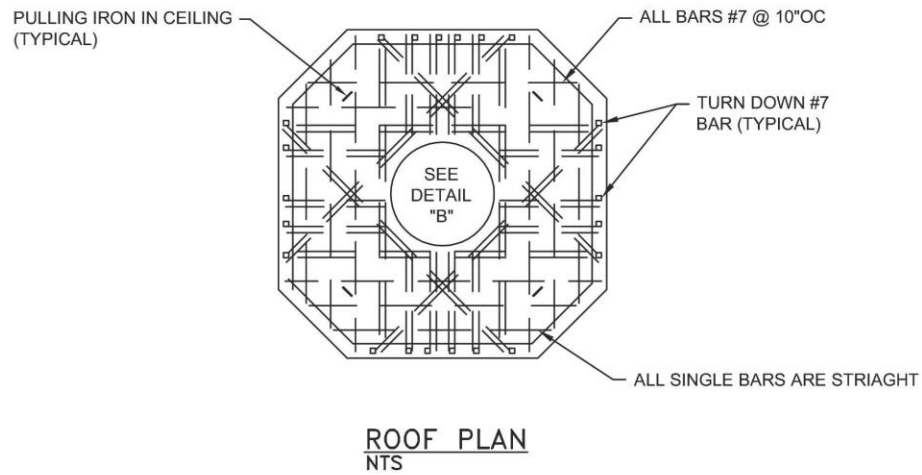 PULLING IRON IN CEILING
(TYPICAL)
ALL BARS #7 @ 10"OC
TURN DOWN #7
BAR (TYPICAL)
SEE
DETAIL
"B"
ALL SINGLE BARS ARE STRIAGHT
ROOF PLAN
NTS